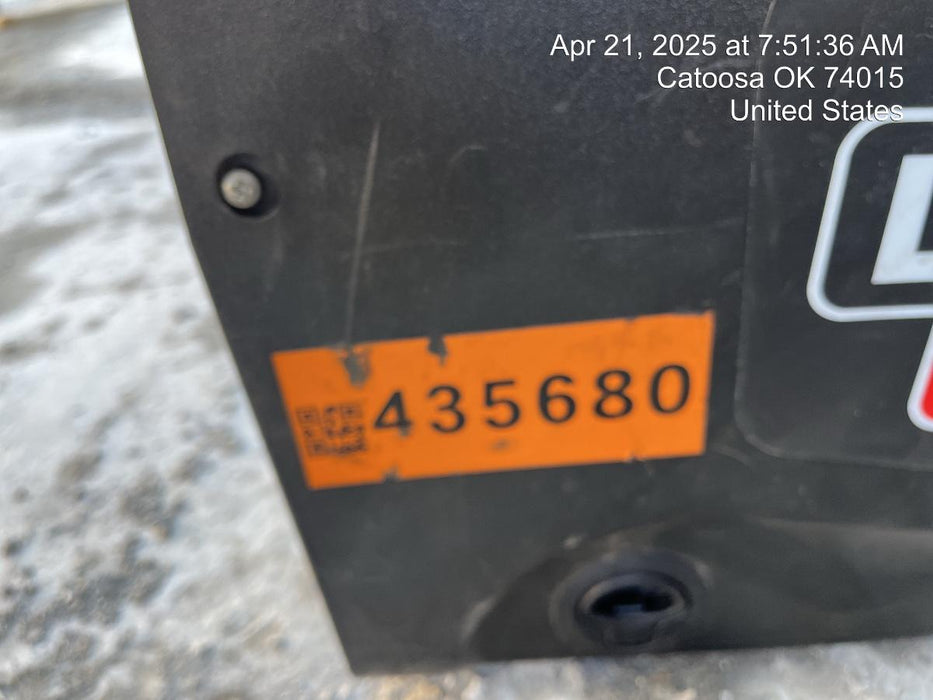 Apr 21, 2025 at 7:51:36 AM
Catoosa OK 74015
United States
435680